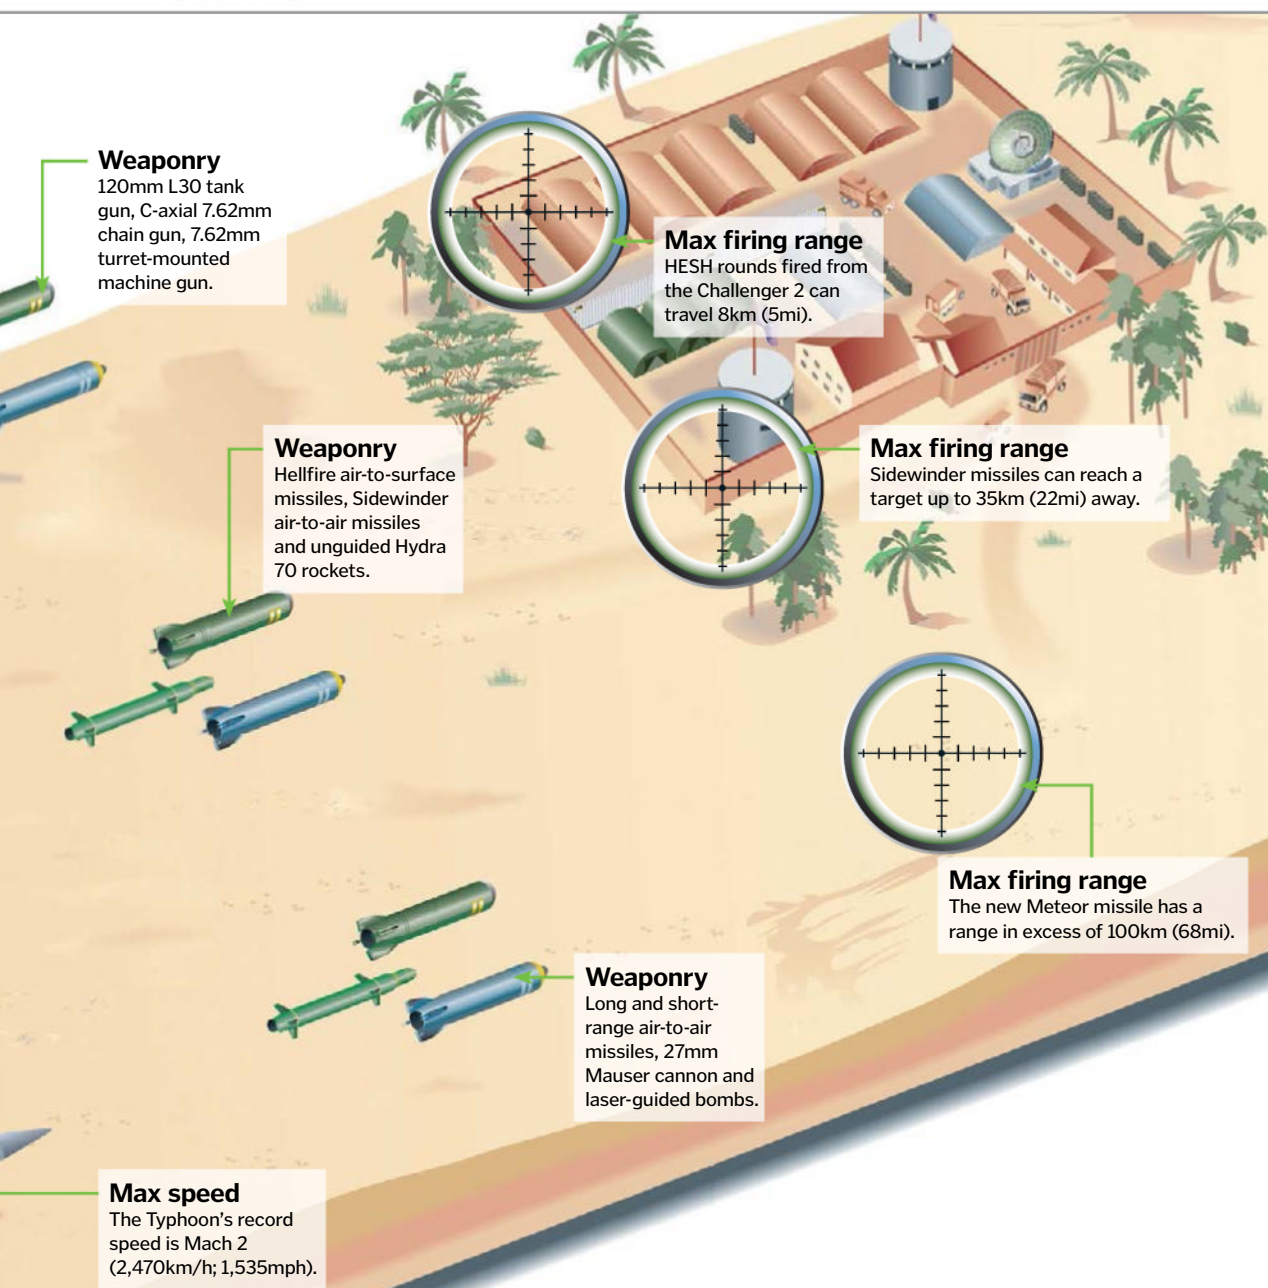 Weaponry
120mm L30 tank
gun, C-axial 7.62mm
chain gun, 7.62mm
turret-mounted
machine gun.
Max firing range
HESH rounds fired from
the Challenger 2 can
travel 8km (5mi).
Weaponry
Hellfire air-to-surface
missiles, Sidewinder
air-to-air missiles
and unguided Hydra
70 rockets.
Max firing range
Sidewinder missiles can reach a
target up to 35km (22mi) away.
Max firing range
The new Meteor missile has a
range in excess of 100km (68mi).
Weaponry
Long and short-
range air-to-air
missiles, 27mm
Mauser cannon and
laser-guided bombs.
Max speed
The Typhoon's record
speed is Mach 2
(2,470km/h; 1,535mph).